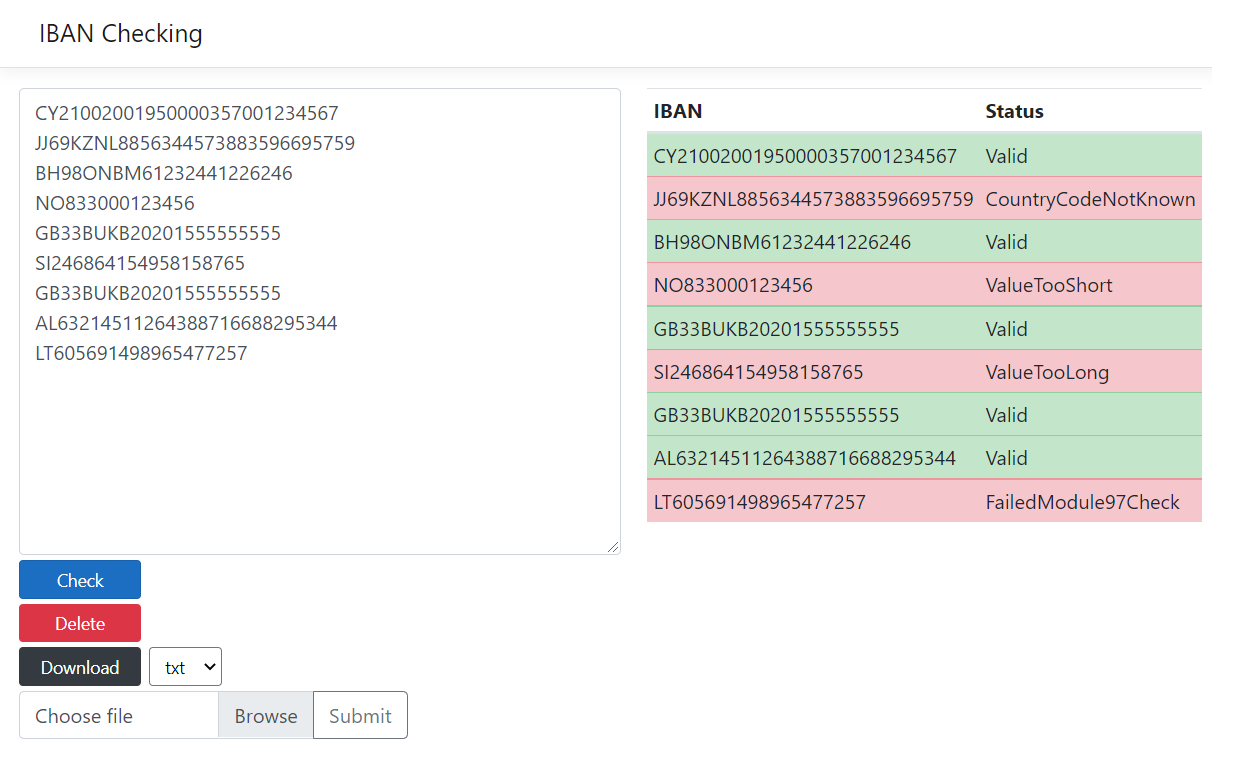 IBAN Checking
CY21002001950000357001234567
JJ69KZNL8856344573883596695759
BH98ONBM61232441226246
NO833000123456
GB33BUKB20201555555555
SI246864154958158765
GB33BUKB20201555555555
AL63214511264388716688295344
LT605691498965477257
Check
Delete
Download txt
Choose file Browse Submit
IBAN Status
CY21002001950000357001234567 Valid
JJ69KZNL8856344573883596695759 CountryCodeNotKnown
BH98ONBM61232441226246 Valid
NO833000123456 ValueTooShort
GB33BUKB20201555555555 Valid
SI246864154958158765 ValueTooLong
GB33BUKB20201555555555 Valid
AL63214511264388716688295344 Valid
LT605691498965477257 FailedModule97Check